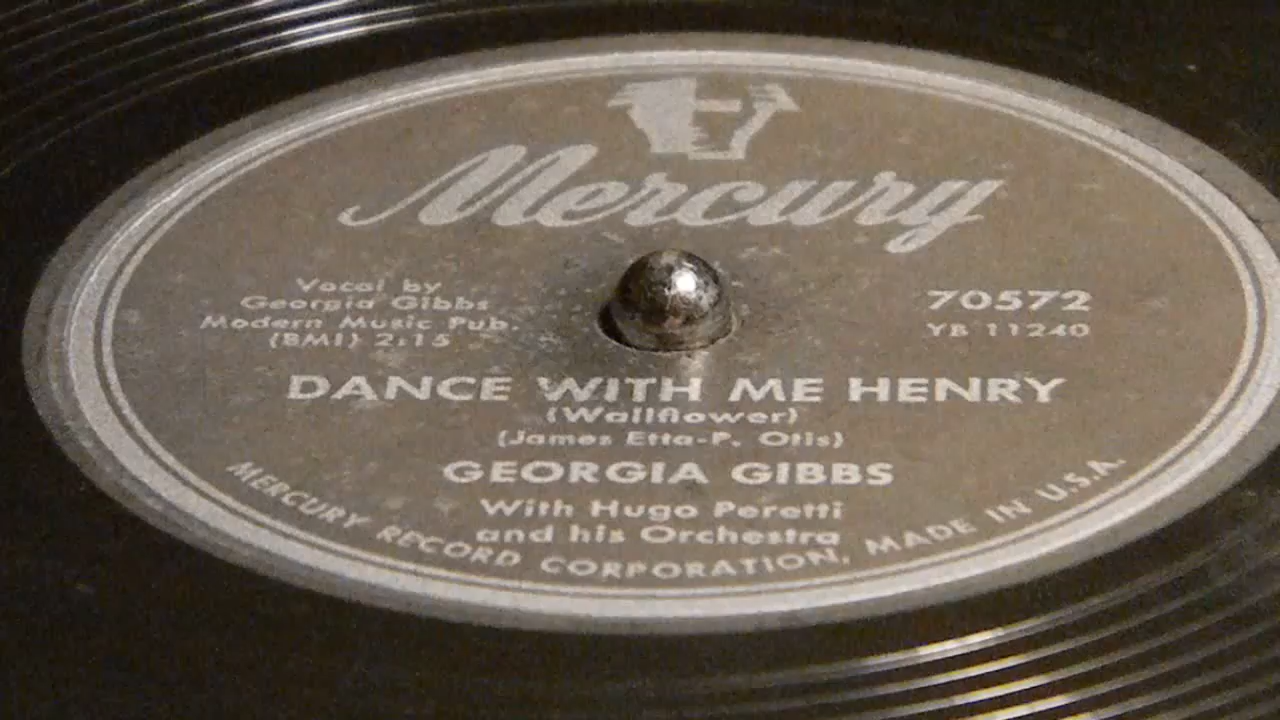 Mercury
Vocal by
Georgia Gibbs
Modern Music Pub.
(BMI) 2:15
70572
YB 11240
DANCE WITH ME HENRY
(Wallflower)
(James Etta-P. Otis)
GEORGIA GIBBS
With Hugo Peretti
and his Orchestra
MERCURY RECORD CORPORATION, MADE IN U.S.A.